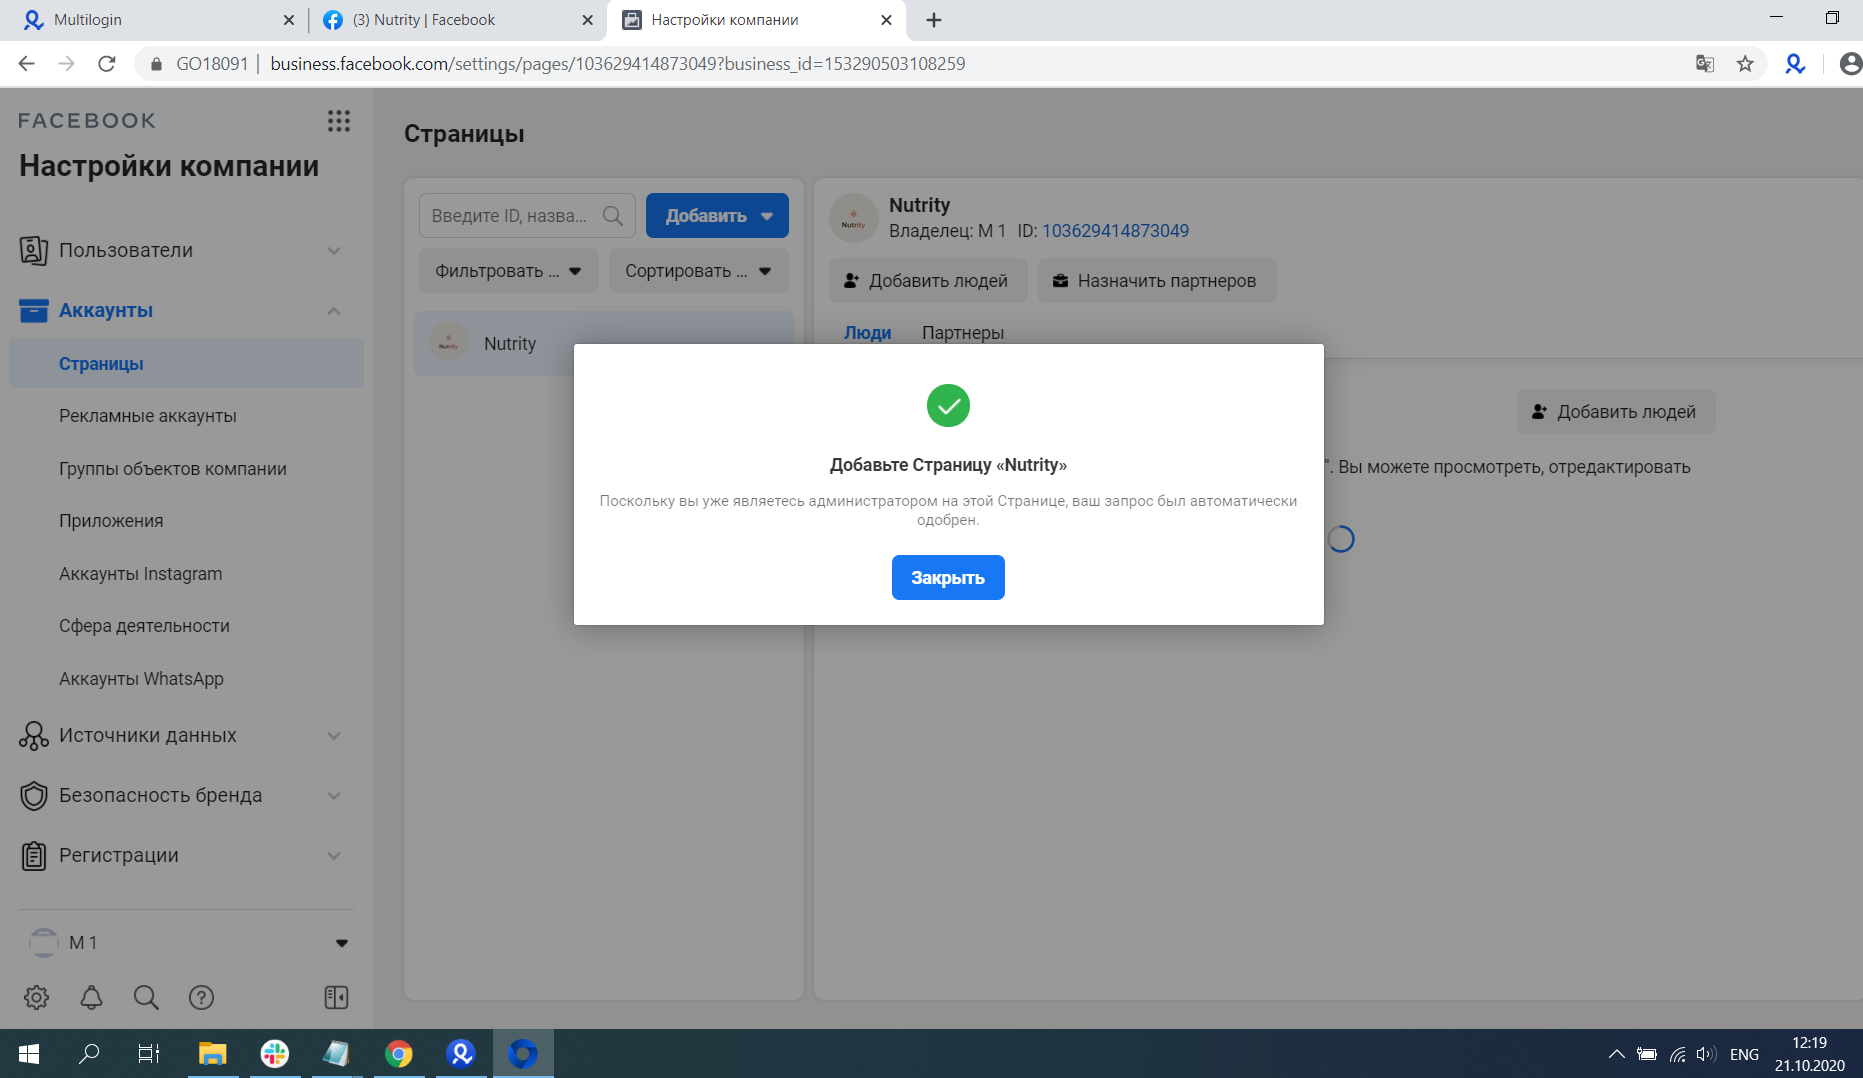 Multilogin
(3) Nutrity | Facebook
Настройки компании
GO18091
business.facebook.com/settings/pages/103629414873049?business_id=153290503108259
FACEBOOK
Настройки компании
Пользователи
Аккаунты
Страницы
Рекламные аккаунты
Группы объектов компании
Приложения
Аккаунты Instagram
Сфера деятельности
Аккаунты WhatsApp
Источники данных
Безопасность бренда
Регистрации
M 1
Страницы
Введите ID, назва...
Добавить
Фильтровать ...
Сортировать ...
Nutrity
Nutrity
Nutrity
Nutrity
Владелец: M 1 ID: 103629414873049
Добавить людей
Назначить партнеров
Люди
Партнеры
Добавить людей
". Вы можете просмотреть, отредактировать
Добавьте Страницу «Nutrity»
Поскольку вы уже являетесь администратором на этой Странице, ваш запрос был автоматически
одобрен.
Закрыть
ENG
12:19
21.10.2020